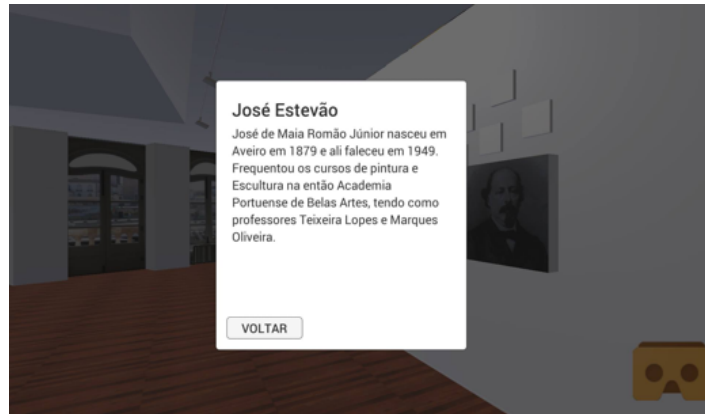 José Estevão
José de Maia Romão Júnior nasceu em
Aveiro em 1879 e ali faleceu em 1949.
Frequentou os cursos de pintura e
Escultura na então Academia
Portuense de Belas Artes, tendo como
professores Teixeira Lopes e Marques
Oliveira.
VOLTAR